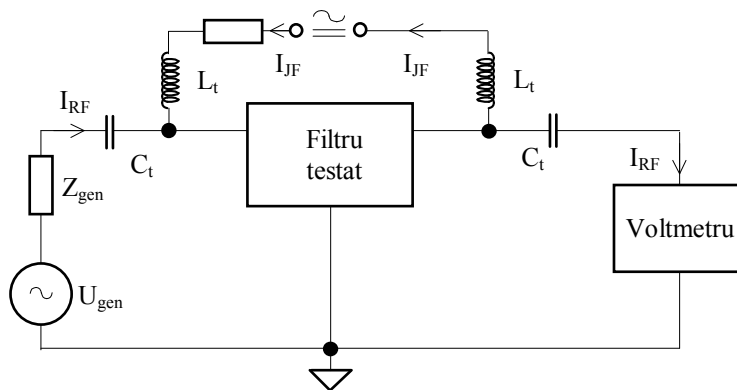 I_JF
I_JF
L_t
L_t
I_RF
C_t
Filtru
testat
C_t
I_RF
Z_gen
Voltmetru
U_gen